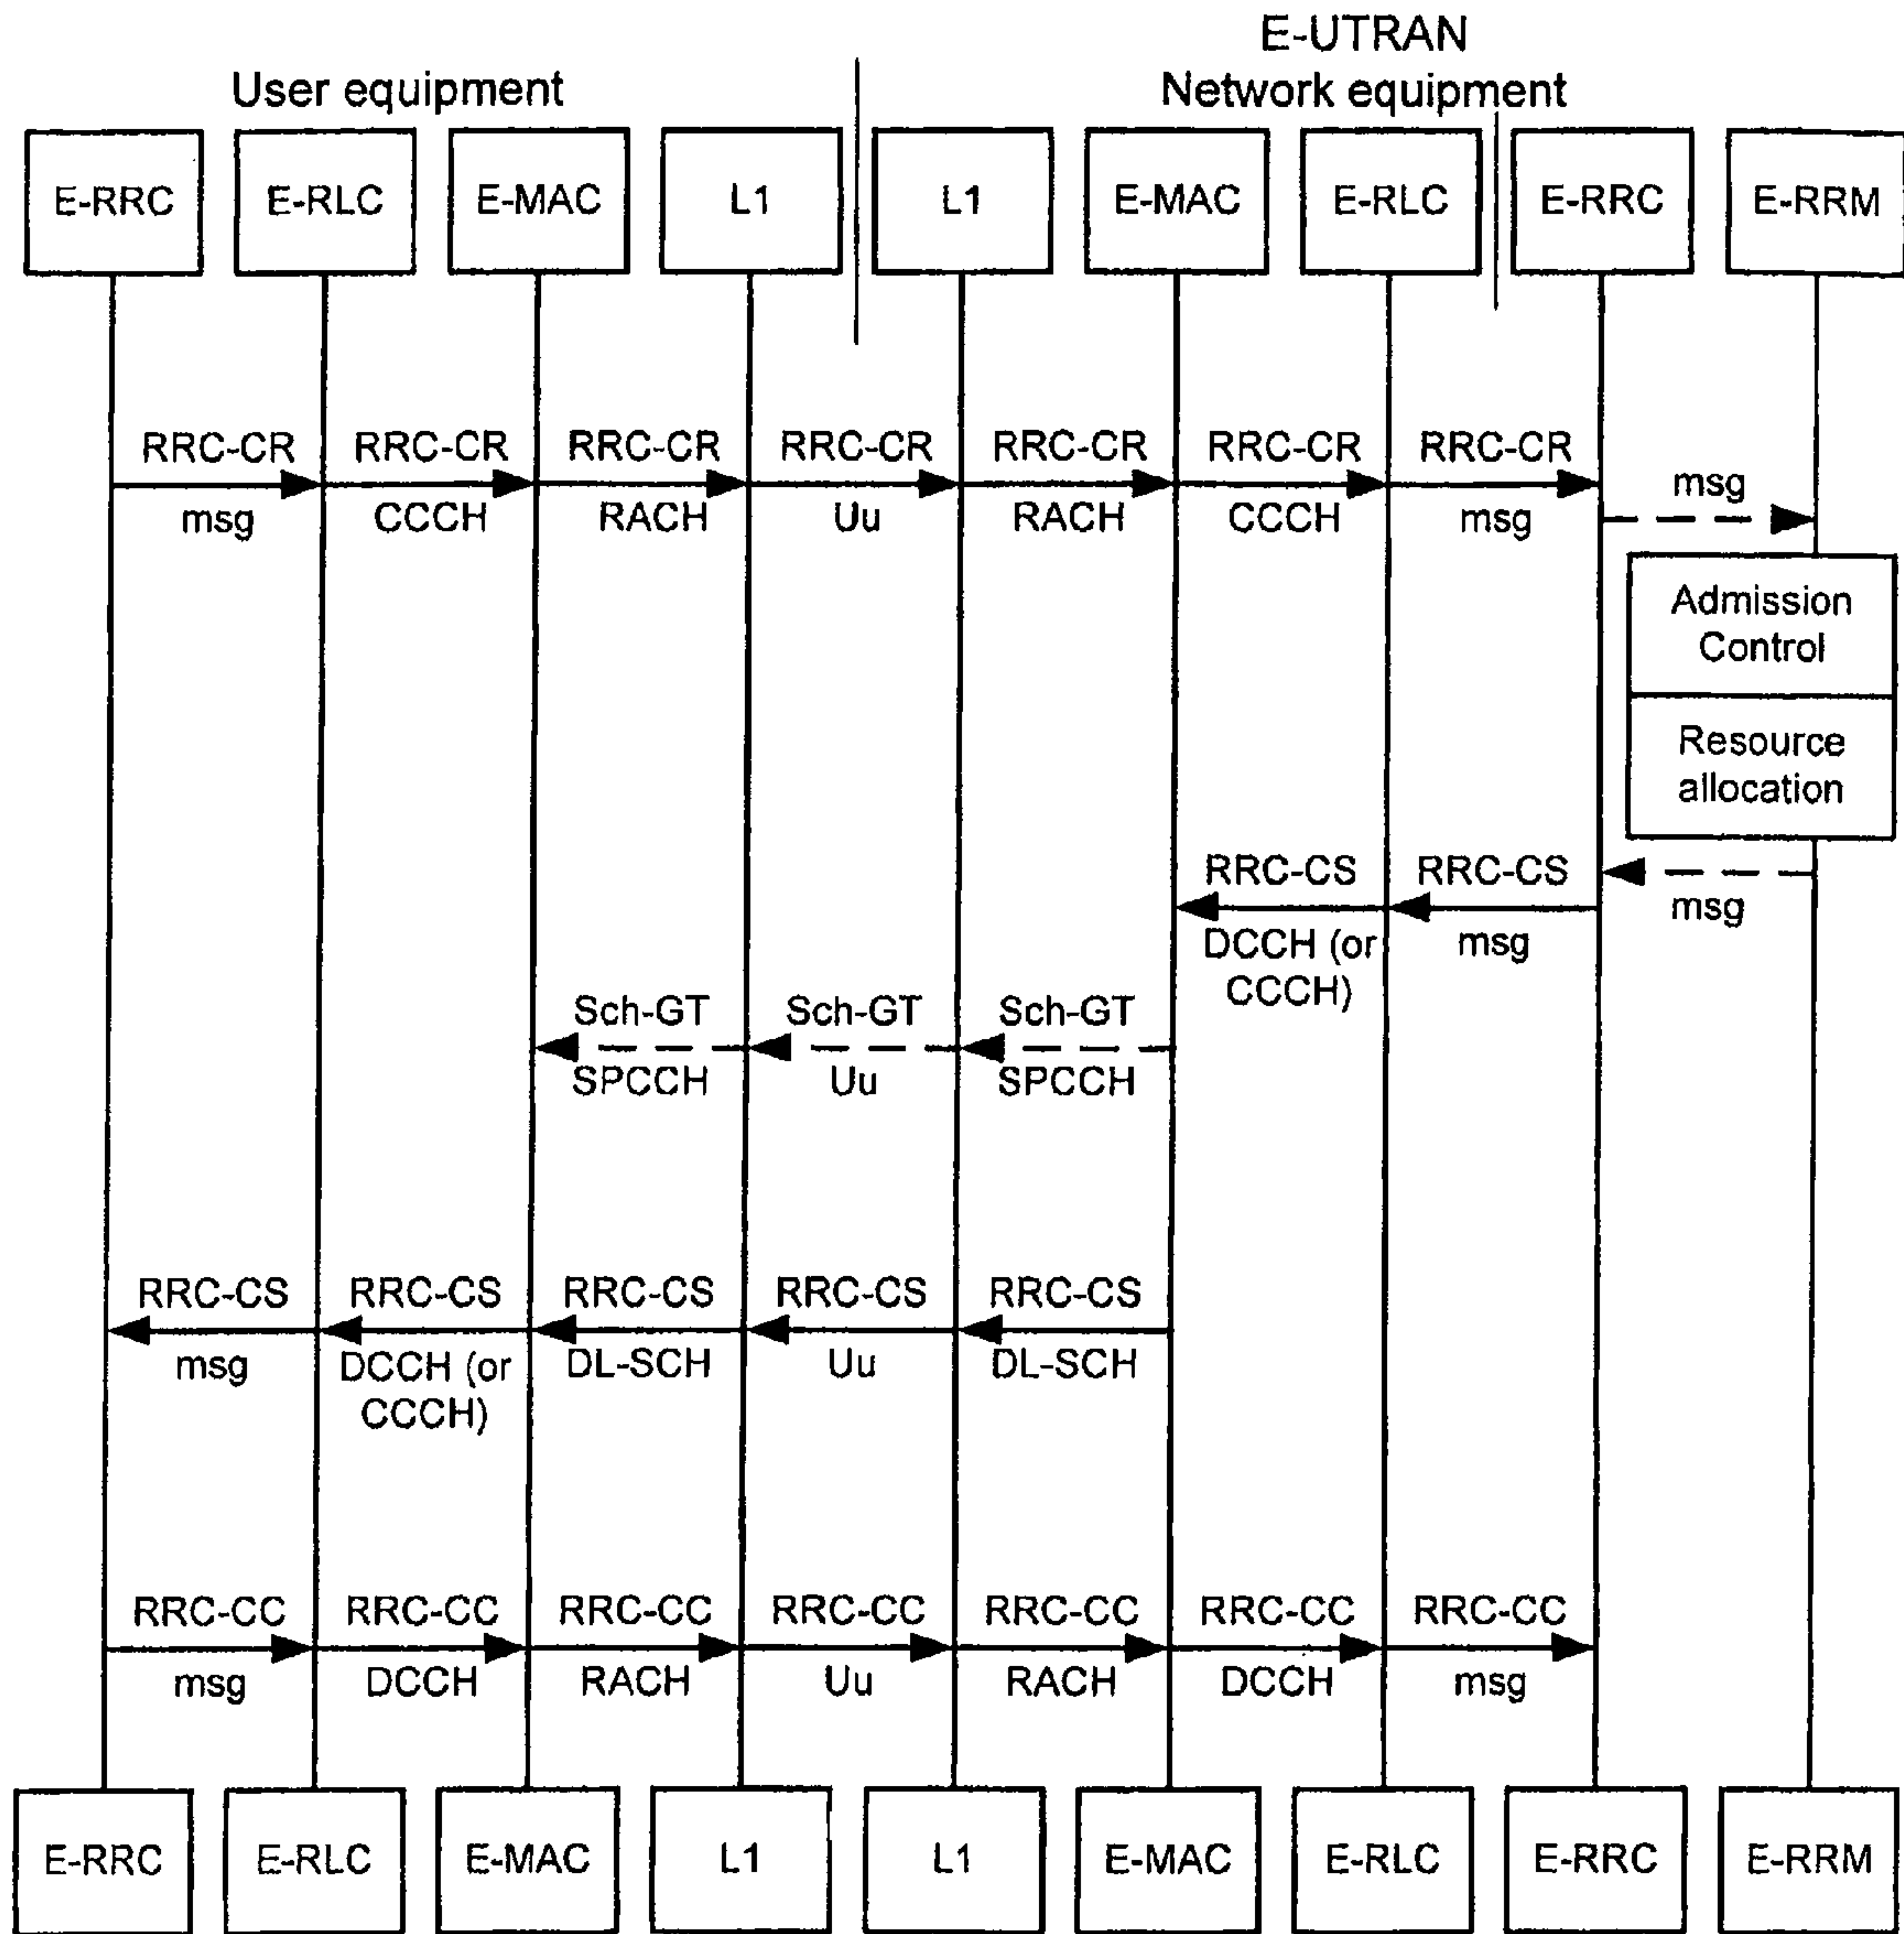 E-UTRAN
User equipment
Network equipment
E-RRC E-RLC E-MAC L1 L1 E-MAC E-RLC E-RRC E-RRM
RRC-CR RRC-CR RRC-CR RRC-CR RRC-CR RRC-CR RRC-CR
msg CCCH RACH Uu RACH CCCH msg
msg
Admission
Control
Resource
allocation
RRC-CS RRC-CS
msg
DCCH (or
CCCH)
msg
Sch-GT Sch-GT Sch-GT
SPCCH Uu SPCCH
RRC-CS RRC-CS RRC-CS RRC-CS RRC-CS
msg DCCH (or DL-SCH Uu DL-SCH
CCCH)
RRC-CC RRC-CC RRC-CC RRC-CC RRC-CC RRC-CC RRC-CC
msg DCCH RACH Uu RACH DCCH msg
E-RRC E-RLC E-MAC L1 L1 E-MAC E-RLC E-RRC E-RRM